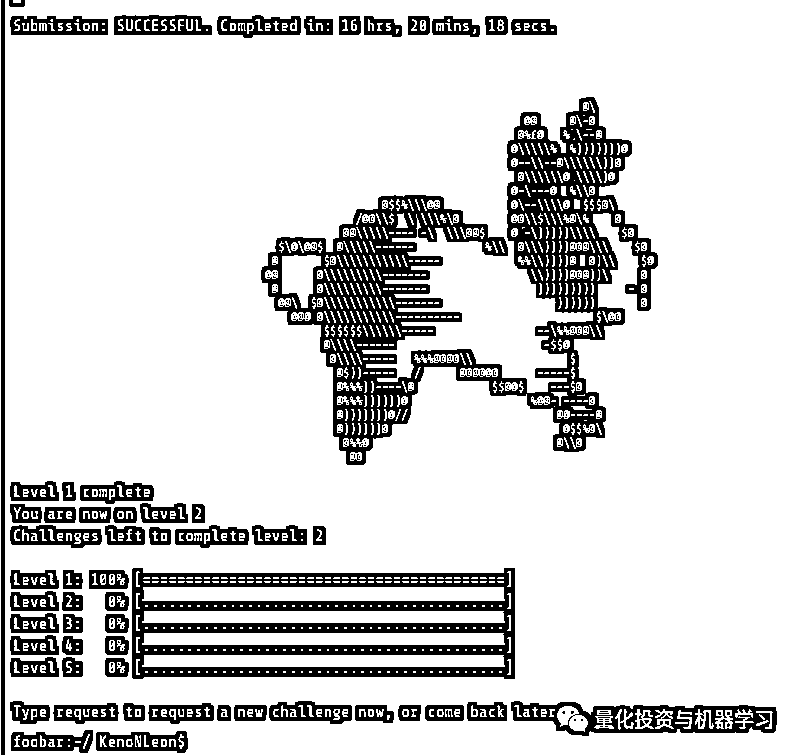 Submission: SUCCESSFUL. Completed in: 16 hrs, 20 mins, 18 secs.
Level 1 complete
You are now on level 2
Challenges left to complete level: 2
Level 1: 100% [==========================================]
Level 2: 0% [..........................................]
Level 3: 0% [..........................................]
Level 4: 0% [..........................................]
Level 5: 0% [..........................................]
Type request to request a new challenge now, or come back later
量化投资与机器学习
foobar:~/ KenoNLeon$